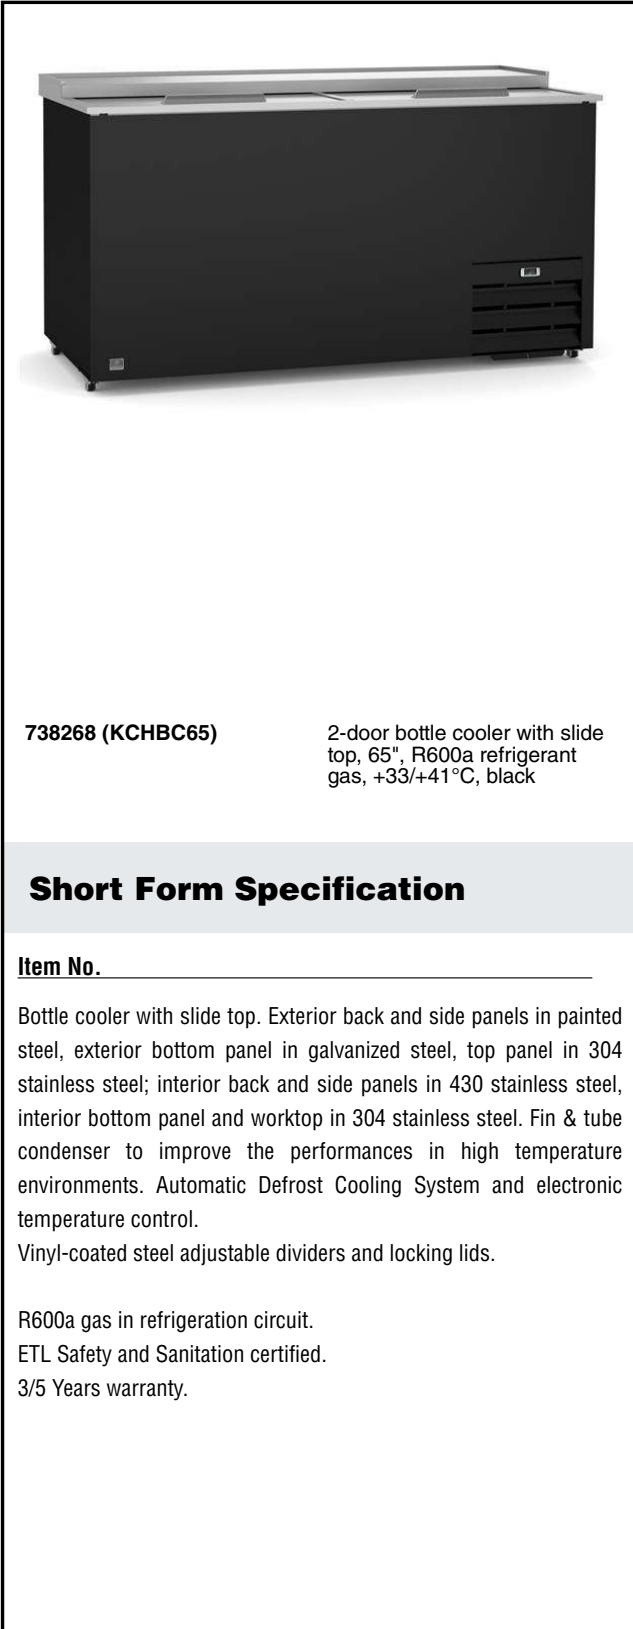 738268 (KCHBC65)
2-door bottle cooler with slide
top, 65", R600a refrigerant
gas, +33/+41°C, black
Short Form Specification
Item No.
Bottle cooler with slide top. Exterior back and side panels in painted
steel, exterior bottom panel in galvanized steel, top panel in 304
stainless steel; interior back and side panels in 430 stainless steel,
interior bottom panel and worktop in 304 stainless steel. Fin & tube
condenser to improve the performances in high temperature
environments. Automatic Defrost Cooling System and electronic
temperature control.
Vinyl-coated steel adjustable dividers and locking lids.
R600a gas in refrigeration circuit.
ETL Safety and Sanitation certified.
3/5 Years warranty.